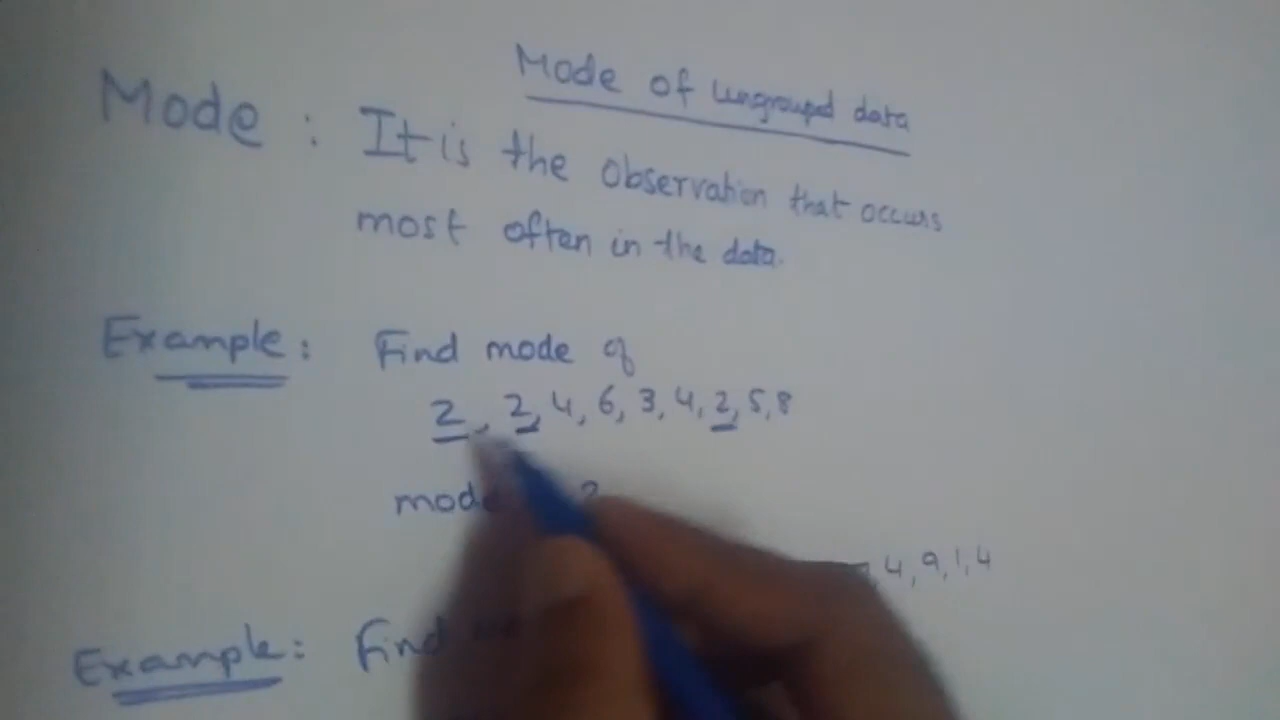 Mode of ungrouped data
Mode : It is the observation that occurs
most often in the data.
Example : Find mode of
2, 2, 4, 6, 3, 4, 2, 5, 8
mode 2
, 4, 9, 1, 4
Example : Find